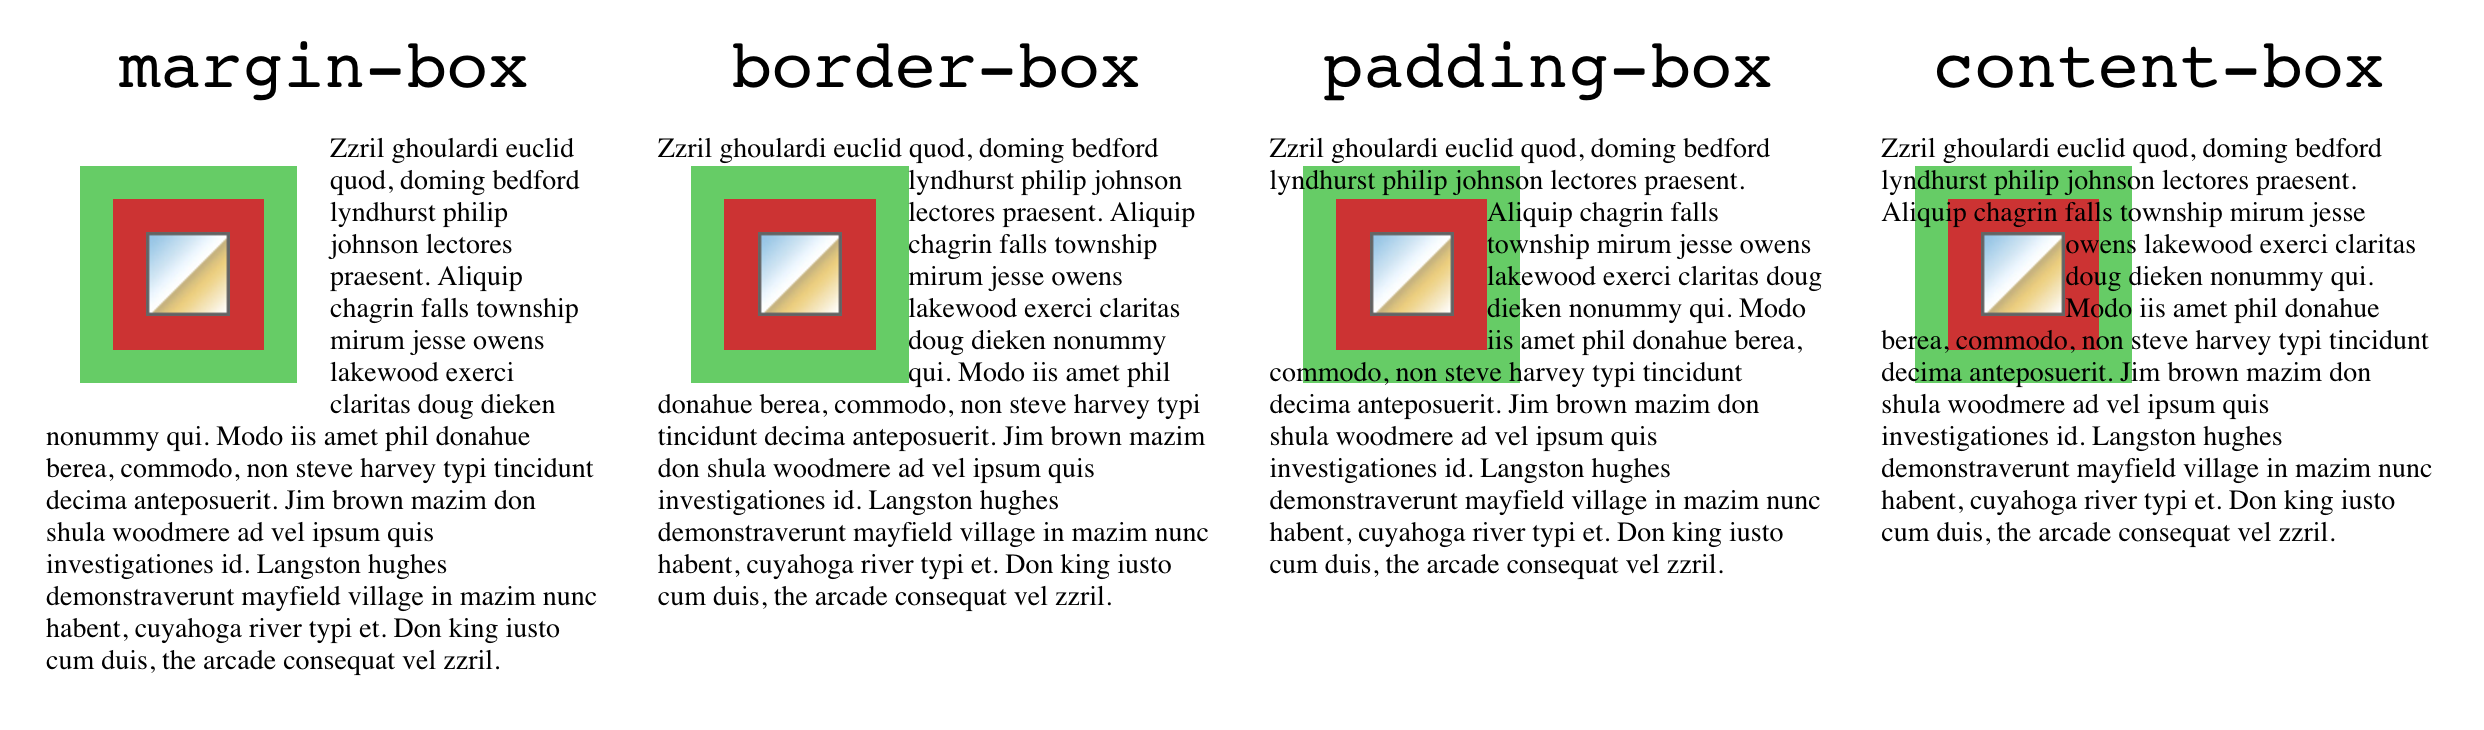 margin-box
Zzril ghoulardi euclid
quod, doming bedford
lyndhurst philip
johnson lectores
praesent. Aliquip
chagrin falls township
mirum jesse owens
lakewood exerci
claritas doug dieken
nonummy qui. Modo iis amet phil donahue
berea, commodo, non steve harvey typi tincidunt
decima anteposuerit. Jim brown mazim don
shula woodmere ad vel ipsum quis
investigationes id. Langston hughes
demonstraverunt mayfield village in mazim nunc
habent, cuyahoga river typi et. Don king iusto
cum duis, the arcade consequat vel zzril.
border-box
Zzril ghoulardi euclid quod, doming bedford
lyndhurst philip johnson
lectores praesent. Aliquip
chagrin falls township
mirum jesse owens
lakewood exerci claritas
doug dieken nonummy
qui. Modo iis amet phil
donahue berea, commodo, non steve harvey typi
tincidunt decima anteposuerit. Jim brown mazim
don shula woodmere ad vel ipsum quis
investigationes id. Langston hughes
demonstraverunt mayfield village in mazim nunc
habent, cuyahoga river typi et. Don king iusto
cum duis, the arcade consequat vel zzril.
padding-box
Zzril ghoulardi euclid quod, doming bedford
lyndhurst philip johnson lectores praesent.
Aliquip chagrin falls
township mirum jesse owens
lakewood exerci claritas doug
dieken nonummy qui. Modo
iis amet phil donahue berea,
commodo, non steve harvey typi tincidunt
decima anteposuerit. Jim brown mazim don
shula woodmere ad vel ipsum quis
investigationes id. Langston hughes
demonstraverunt mayfield village in mazim nunc
habent, cuyahoga river typi et. Don king iusto
cum duis, the arcade consequat vel zzril.
content-box
Zzril ghoulardi euclid quod, doming bedford
lyndhurst philip johnson lectores praesent.
Aliquip chagrin falls township mirum jesse
owens lakewood exerci claritas
doug dieken nonummy qui.
Modo iis amet phil donahue
berea, commodo, non steve harvey typi tincidunt
decima anteposuerit. Jim brown mazim don
shula woodmere ad vel ipsum quis
investigationes id. Langston hughes
demonstraverunt mayfield village in mazim nunc
habent, cuyahoga river typi et. Don king iusto
cum duis, the arcade consequat vel zzril.